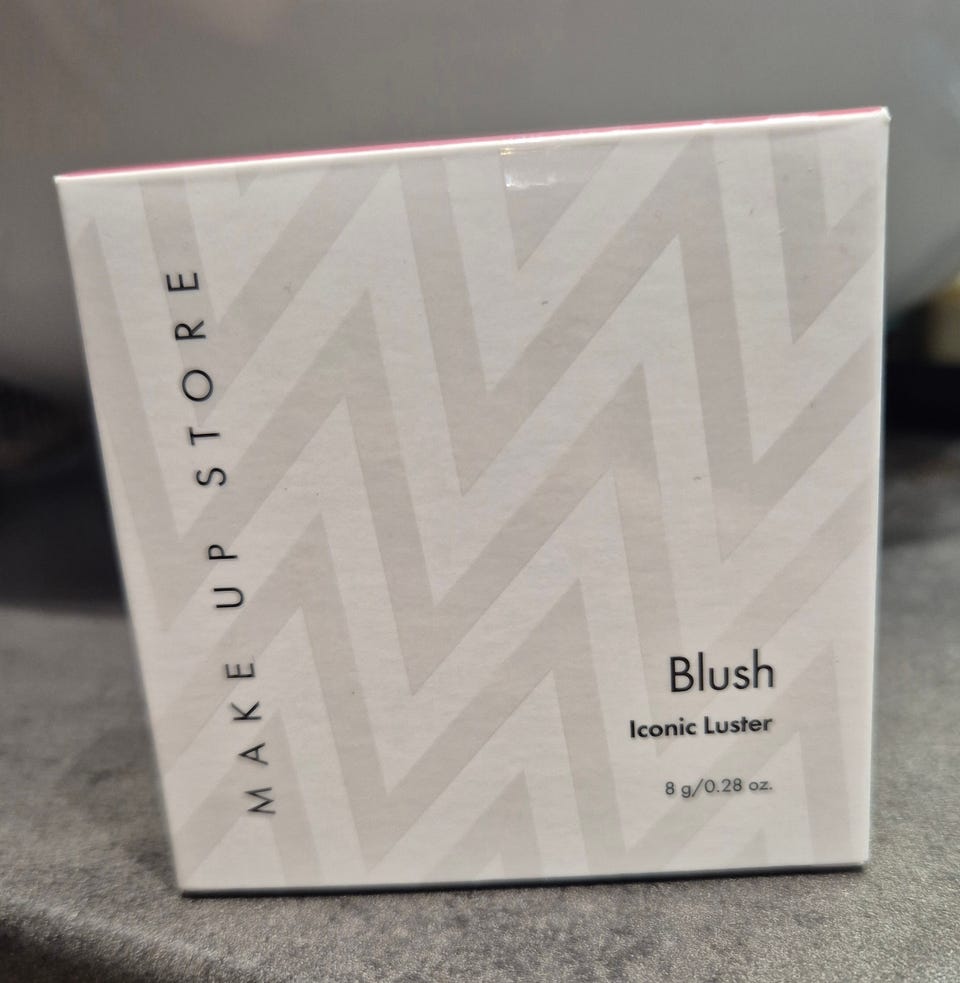 MAKE UP STORE
Blush
Iconic Luster
8 g/0.28 oz.